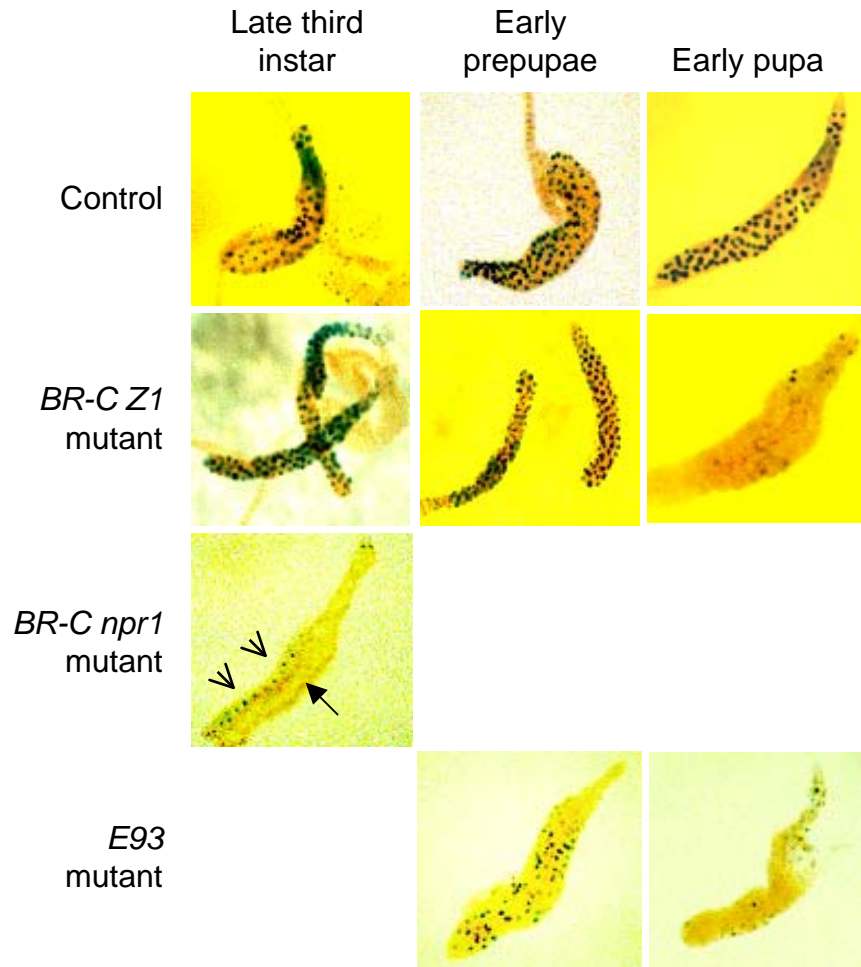 Late third
instar
Early
prepupae
Early pupa
Control
BR-C Z1
mutant
BR-C npr1
mutant
E93
mutant